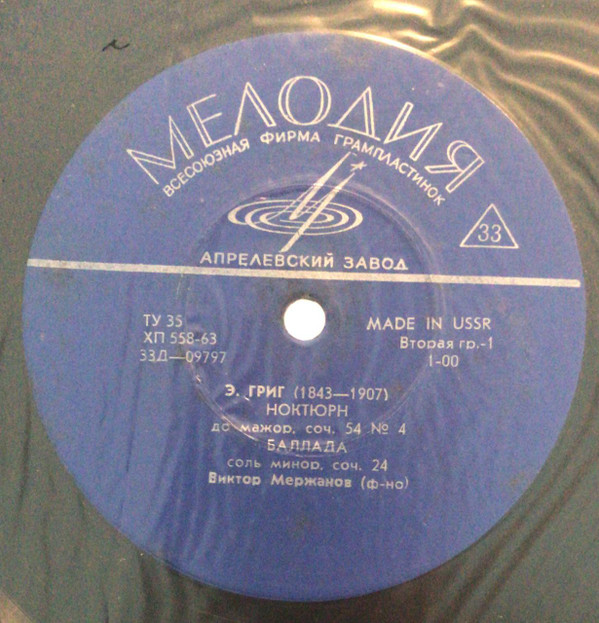 МЕЛОДИЯ
ВСЕСОЮЗНАЯ ФИРМА ГРАМПЛАСТИНОК
33
АПРЕЛЕВСКИЙ ЗАВОД
ТУ 35
ХП 558-63
33Д—09797
MADE IN USSR
Вторая гр.-1
1-00
Э. ГРИГ (1843—1907)
НОКТЮРН
до мажор, соч. 54 № 4
БАЛЛАДА
соль минор, соч. 24
Виктор Мержанов (ф-но)